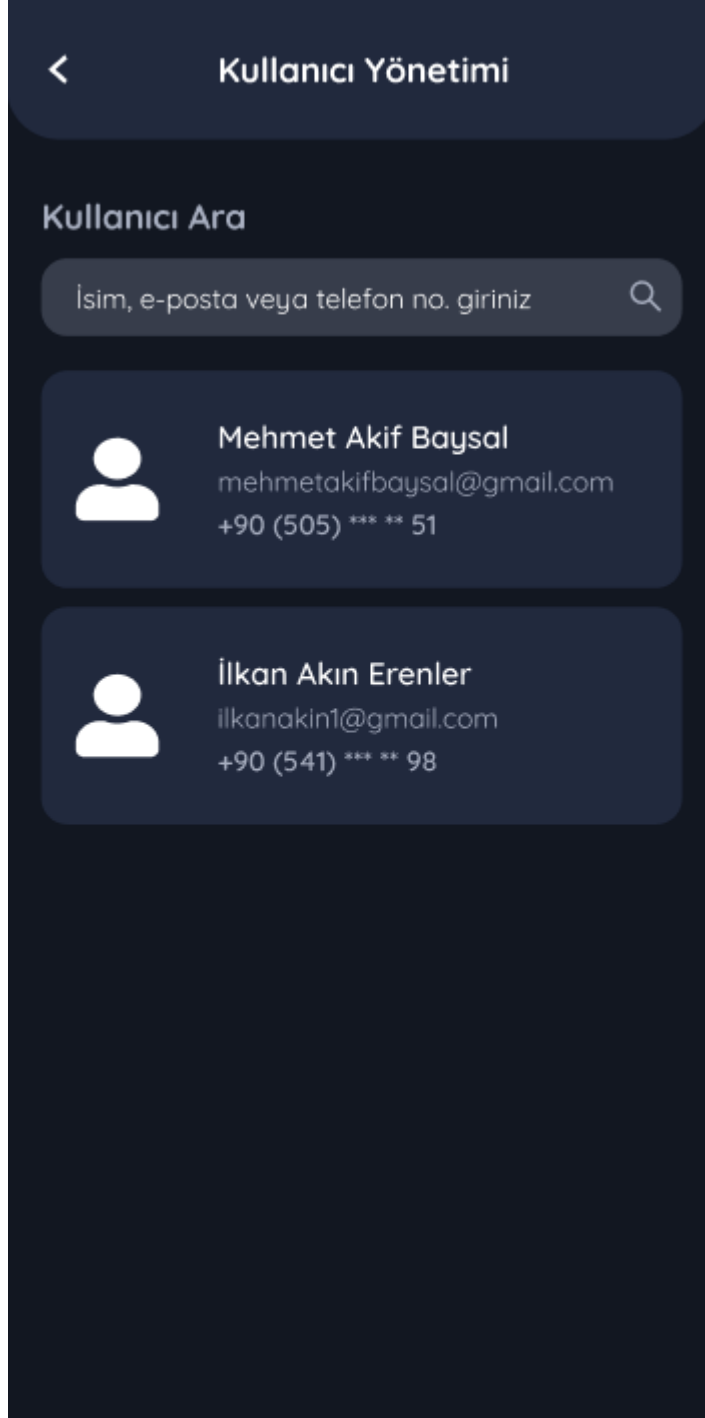 Kullanıcı Yönetimi
Kullanıcı Ara
İsim, e-posta veya telefon no. giriniz
Mehmet Akif Baysal
mehmetakifbaysal@gmail.com
+90 (505) *** ** 51
İlkan Akın Erenler
ilkanakin1@gmail.com
+90 (541) *** ** 98